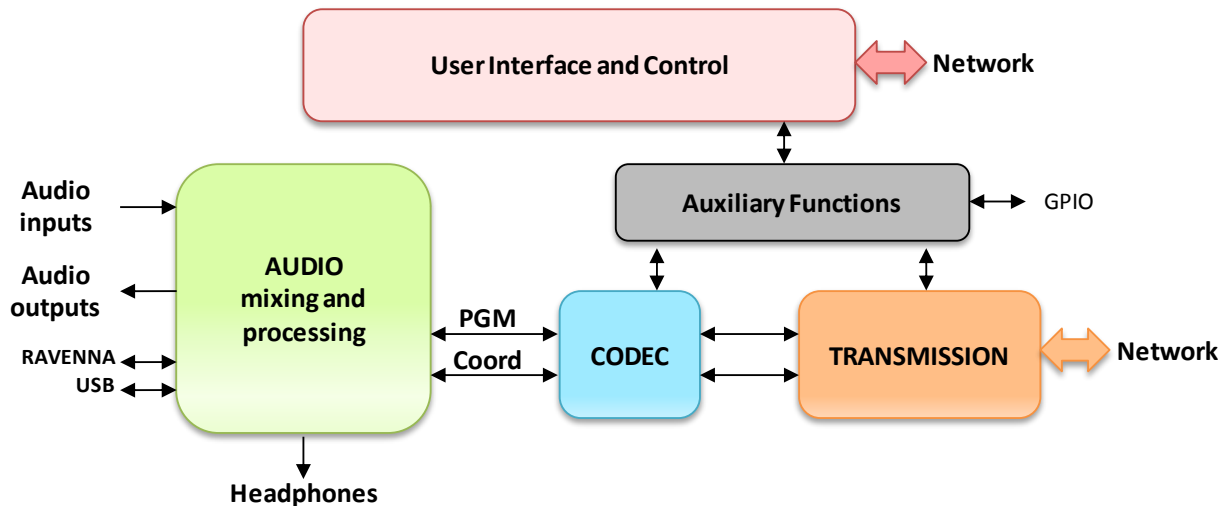 User Interface and Control
Network
Auxiliary Functions
GPIO
Audio
inputs
Audio
outputs
RAVENNA
USB
AUDIO
mixing and
processing
PGM
Coord
CODEC
TRANSMISSION
Network
Headphones